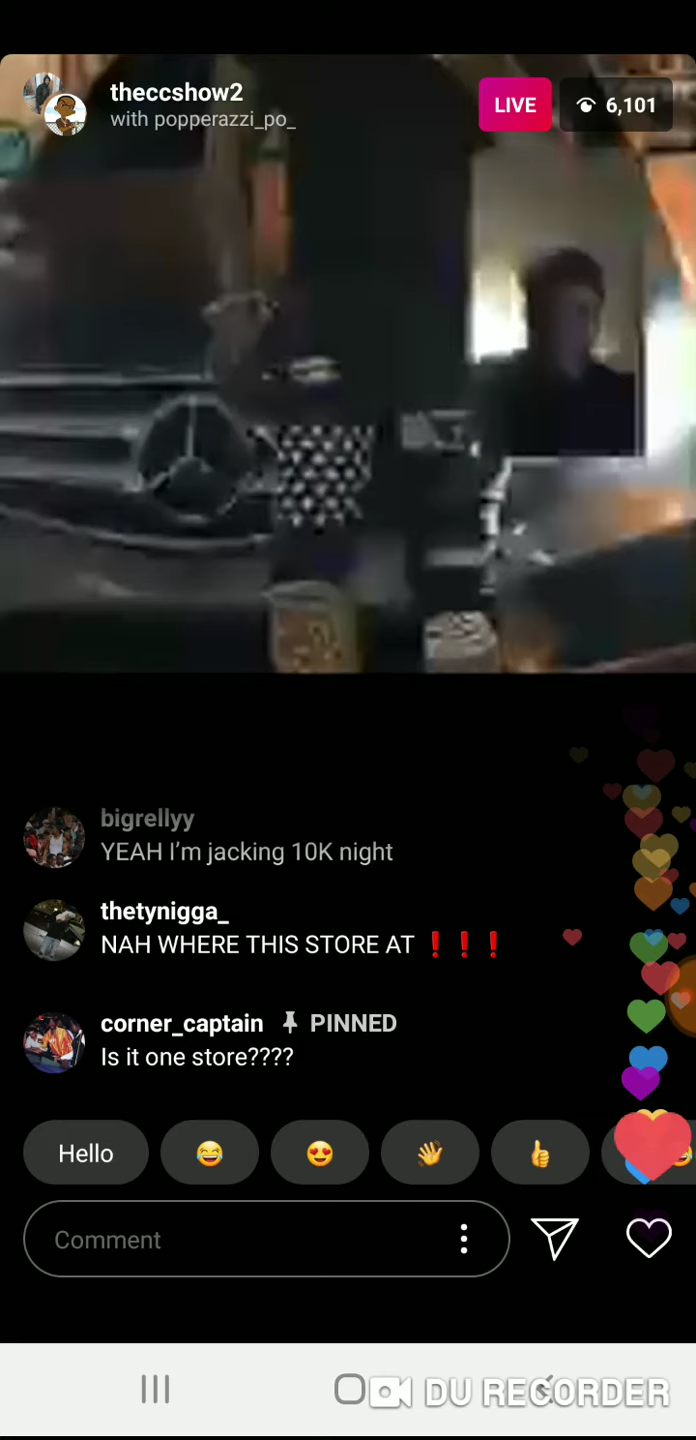 theccshow2
with popperazzi_po_
LIVE
6,101
bigrellyy
YEAH I’m jacking 10K night
thetynigga_
NAH WHERE THIS STORE AT ❗❗❗
corner_captain 📌 PINNED
Is it one store????
Hello 😂 😍 👋 👍
Comment
DU RECORDER